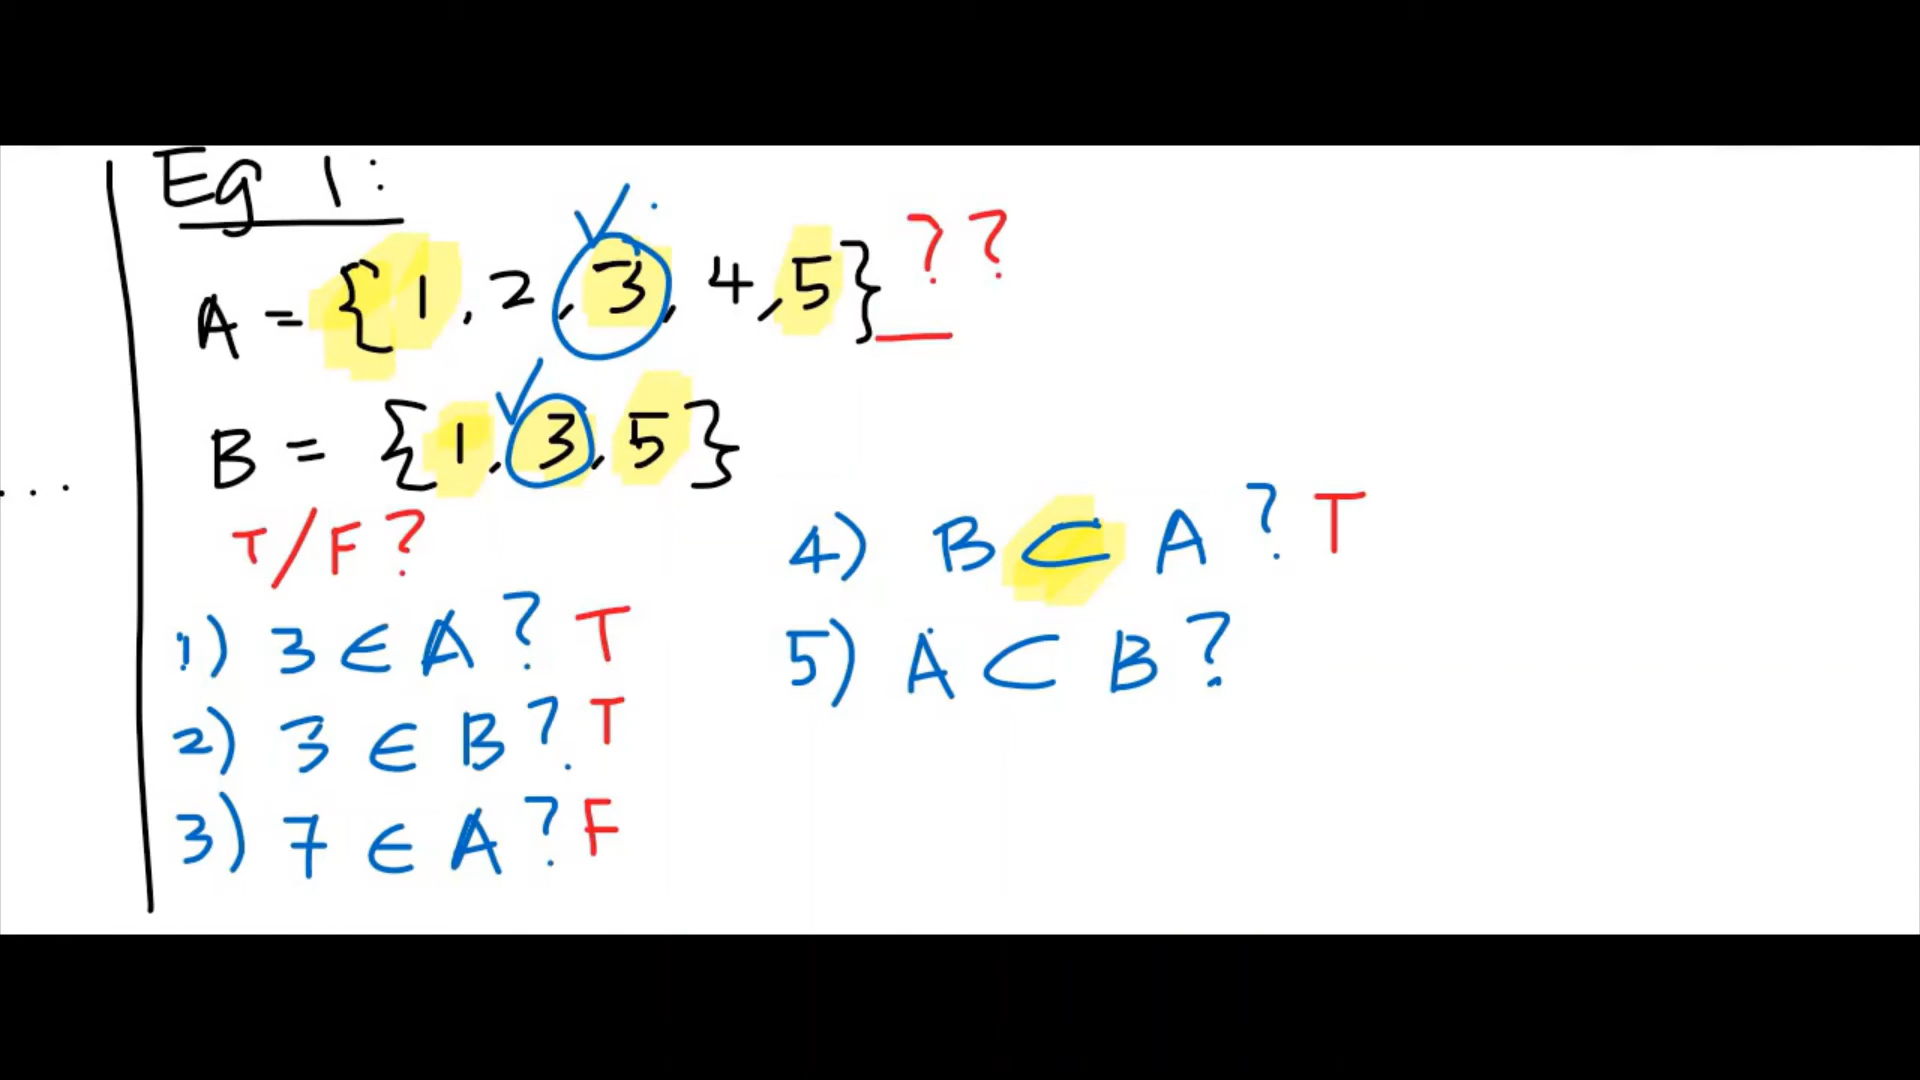 Eg 1:
A = {1, 2, 3, 4, 5} ??
B = {1, 3, 5}
T/F?
1) 3 ∈ A? T
2) 3 ∈ B? T
3) 7 ∈ A? F
4) B ⊂ A? T
5) A ⊂ B?
...